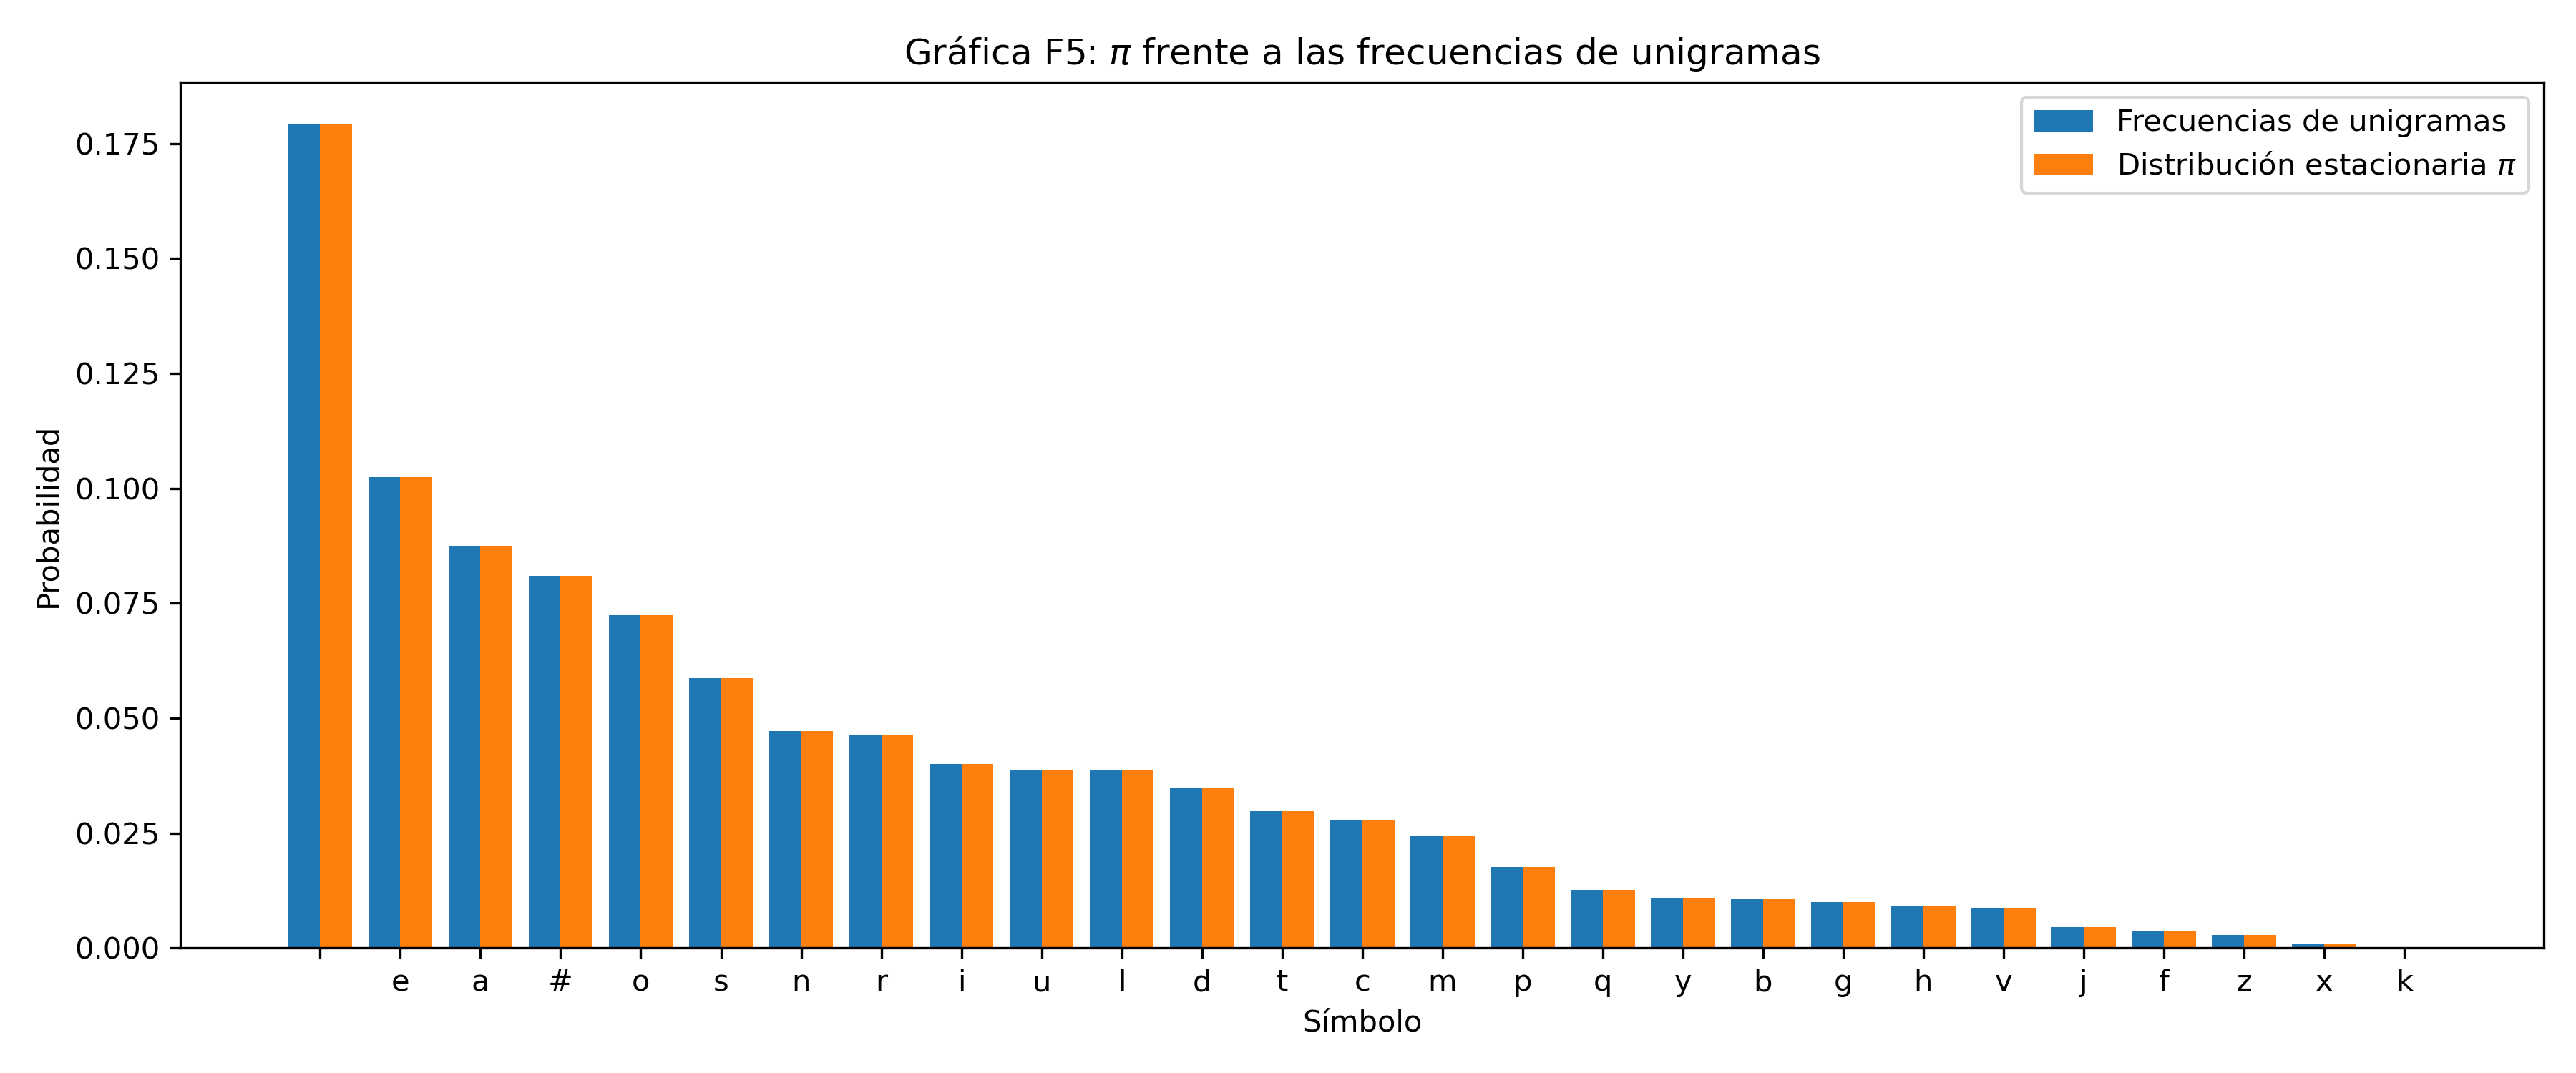 Gráfica F5: π frente a las frecuencias de unigramas
Frecuencias de unigramas
Distribución estacionaria π
Probabilidad
0.175
0.150
0.125
0.100
0.075
0.050
0.025
0.000
e a # o s n r i u l d t c m p q y b g h v j f z x k
Símbolo